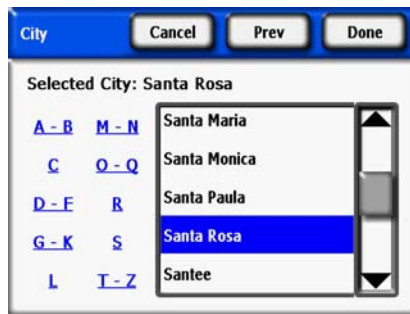 City Cancel Prev Done
Selected City: Santa Rosa
A - B M - N
C O - Q
D - F R
G - K S
L T - Z
Santa Maria
Santa Monica
Santa Paula
Santa Rosa
Santee